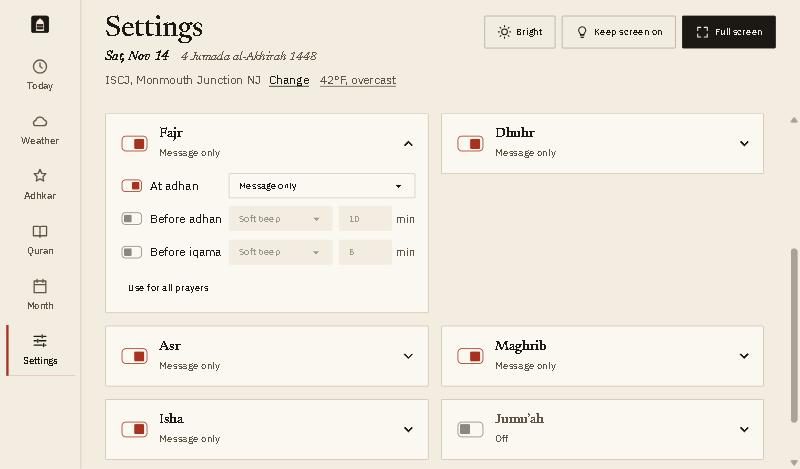 Settings
Sat, Nov 14 4 Jumada al-Akhirah 1448
ISCJ, Monmouth Junction NJ Change 42°F, overcast
Bright
Keep screen on
Full screen
Today
Weather
Adhkar
Quran
Month
Settings
Fajr
Message only
At adhan Message only
Before adhan Soft beep 10 min
Before iqama Soft beep 5 min
Use for all prayers
Dhuhr
Message only
Asr
Message only
Maghrib
Message only
Isha
Message only
Jumu'ah
Off